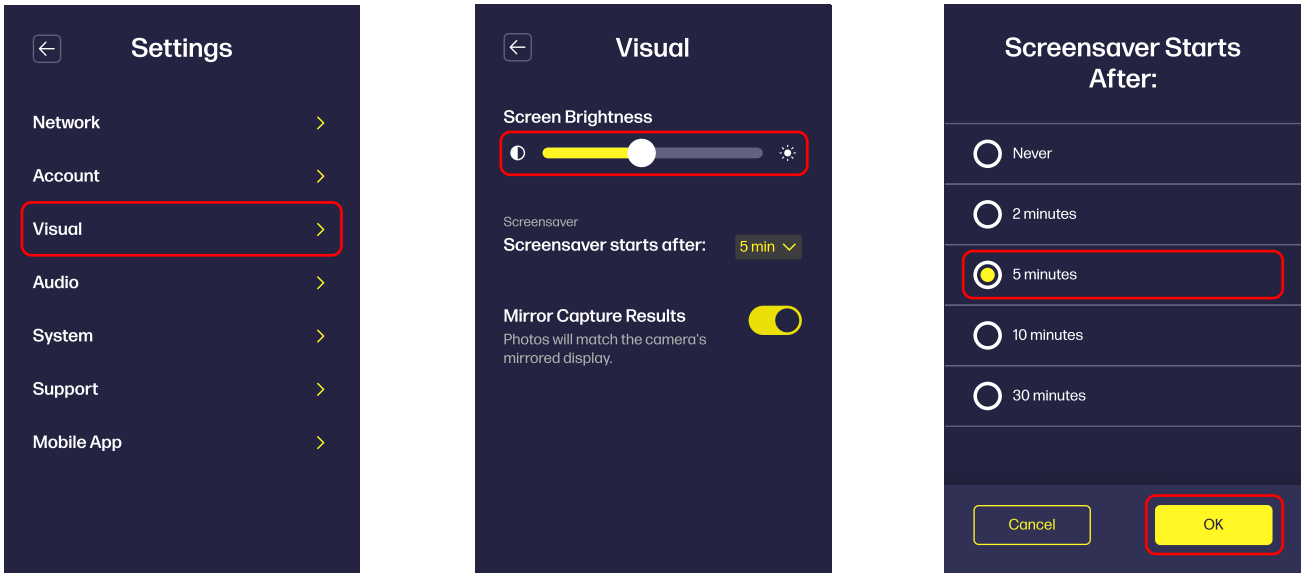 Settings
Network
Account
Visual
Audio
System
Support
Mobile App
Visual
Screen Brightness
Screensaver
Screensaver starts after:
5 min
Mirror Capture Results
Photos will match the camera's
mirrored display.
Screensaver Starts
After:
Never
2 minutes
5 minutes
10 minutes
30 minutes
Cancel
OK